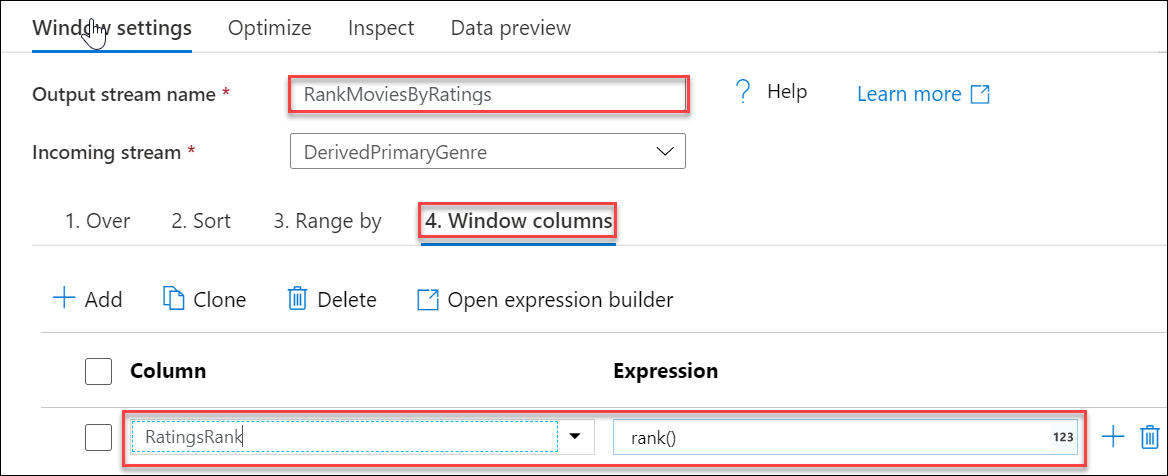 Window settings Optimize Inspect Data preview
Output stream name * RankMoviesByRatings ? Help Learn more
Incoming stream * DerivedPrimaryGenre
1. Over 2. Sort 3. Range by 4. Window columns
Add Clone Delete Open expression builder
Column Expression
RatingsRank rank() 123